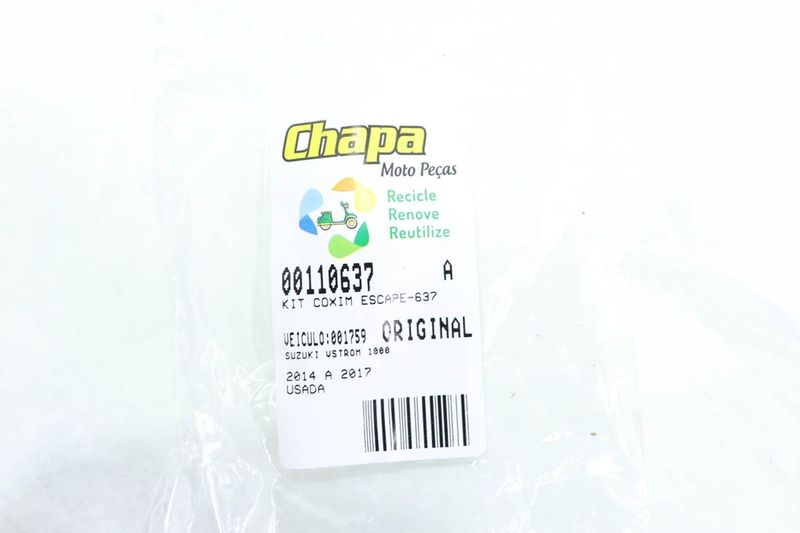 Chapa
Moto Peças
Recicle
Renove
Reutilize
00110637 A
KIT COXIM ESCAPE-637
VEICULO:001759 ORIGINAL
SUZUKI VSTROM 1000
2014 A 2017
USADA